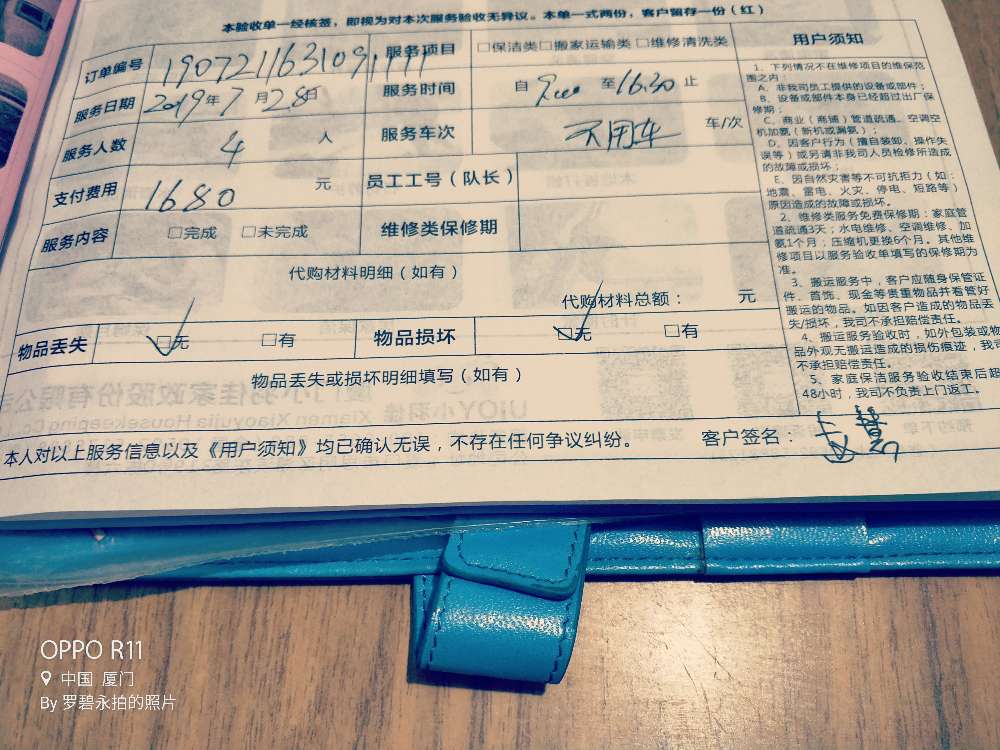 本验收单一经核签，即视为对本次服务验收无异议。本单一式两份，客户留存一份（红）
订单编号 服务项目 □保洁类□搬家运输类 □维修清洗类
服务日期 2019年7月28日 服务时间 自 9:00 至 16:30 止
服务人数 4 人 服务车次 不用车 车/次
支付费用 1680 元 员工工号（队长）
服务内容 □完成 □未完成 维修类保修期
代购材料明细（如有）
代购材料总额： 元
物品丢失 □无 □有 物品损坏 □无 □有
物品丢失或损坏明细填写（如有）
本人对以上服务信息以及《用户须知》均已确认无误，不存在任何争议纠纷。 客户签名：
用户须知
1、下列情况不在维修项目的维保范
围之内：
A、非我司员工提供的设备或部件；
B、设备或部件本身已经超过出厂保
修期；
C、商业（商铺）管道疏通、空调空
机加氨（新机或漏氨）；
D、因客户行为（擅自装卸、操作失
误等）或另请非我司人员检修所造成
的故障或损坏；
E、因自然灾害等不可抗拒力（如：
地震、雷电、火灾、停电、短路等）
原因造成的故障或损坏。
2、维修类服务免费保修期：家庭管
道疏通3天；水电维修、空调维修、加
氨1个月；压缩机更换6个月。其他维
修项目以服务验收单填写的保修期为
准。
3、搬运服务中，客户应随身保管证
件、首饰、现金等贵重物品并看管好
搬运的物品。如因客户造成的物品丢
失/损坏，我司不承担赔偿责任。
4、搬运服务验收时，如外包装或物
品外观无搬运造成的损伤痕迹，我司
不承担赔偿责任。
5、家庭保洁服务验收结束后超
48小时，我司不负责上门返工。
OPPO R11
中国 厦门
By 罗碧永拍的照片